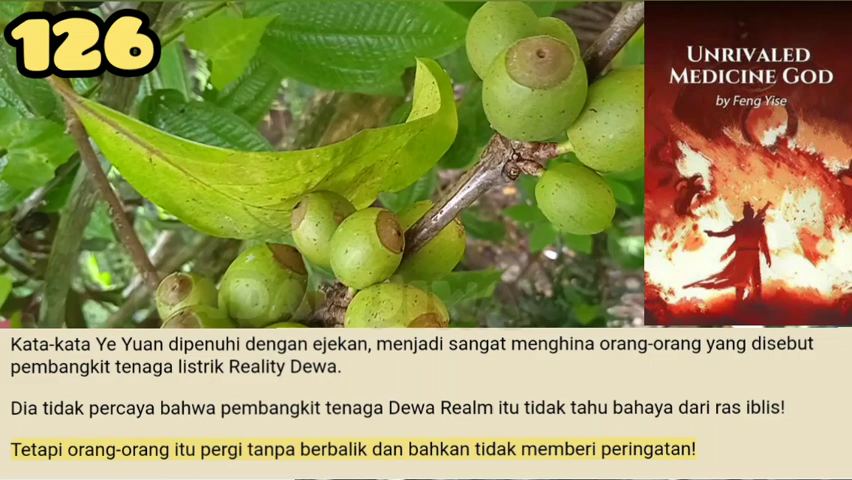 126
UNRIVALED
MEDICINE GOD
by Feng Yise
Kata-kata Ye Yuan dipenuhi dengan ejekan, menjadi sangat menghina orang-orang yang disebut
pembangkit tenaga listrik Reality Dewa.
Dia tidak percaya bahwa pembangkit tenaga Dewa Realm itu tidak tahu bahaya dari ras iblis!
Tetapi orang-orang itu pergi tanpa berbalik dan bahkan tidak memberi peringatan!